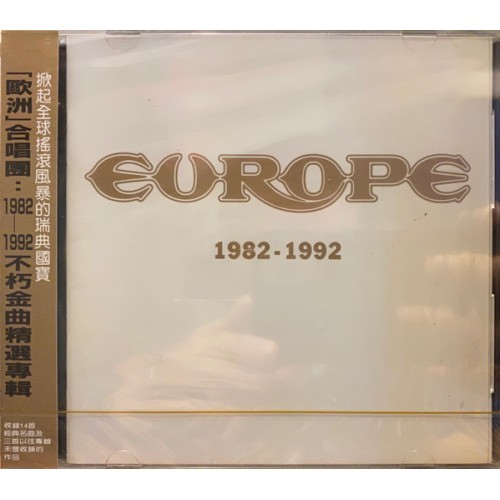 掀起全球搖滾風暴的瑞典國寶
「歐洲」合唱團：1982—1992不朽金曲精選專輯
收錄14首
經典名曲及
三首以往專輯
未曾收錄的
作品
EUROPE
1982-1992